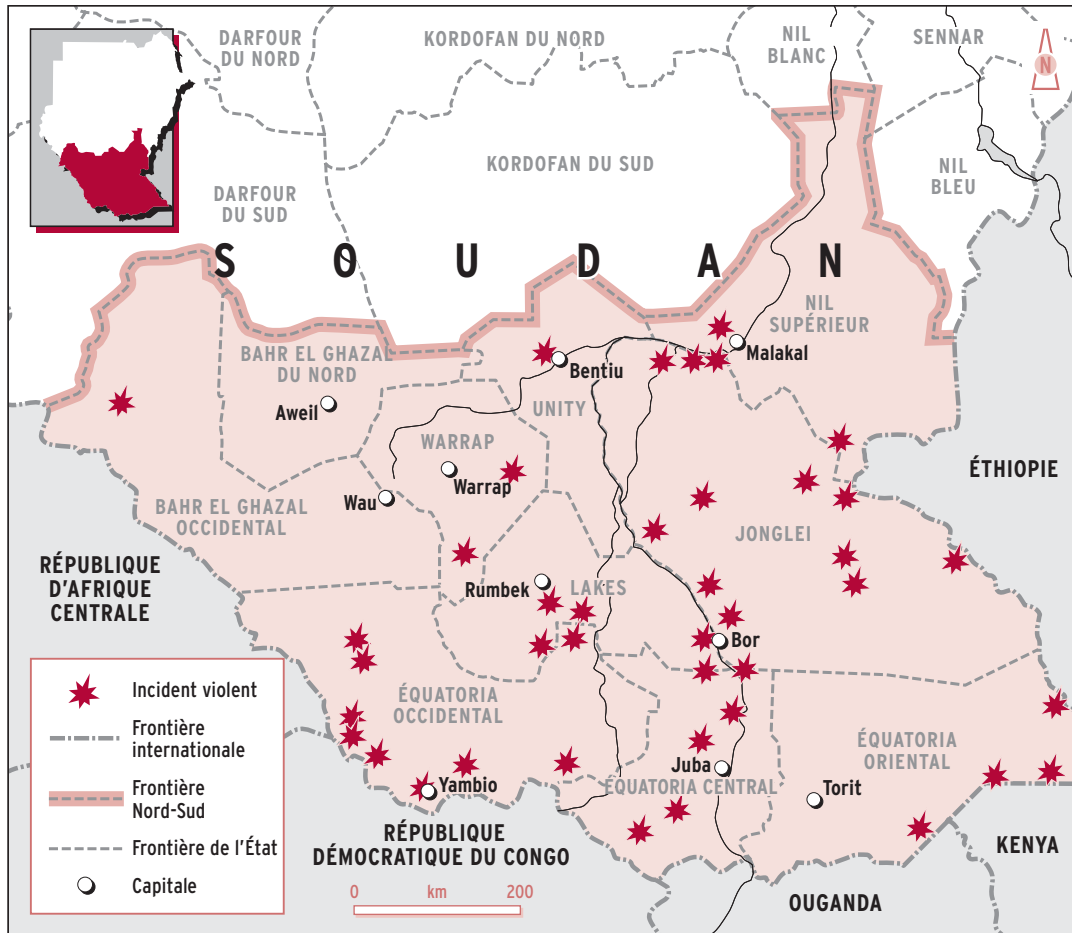 DARFOUR
DU NORD
KORDOFAN DU NORD
NIL
BLANC
SENNAR
N
KORDOFAN DU SUD
NIL
BLEU
DARFOUR
DU SUD
SOUDAN
NIL
SUPÉRIEUR
Malakal
BAHR EL GHAZAL
DU NORD
Bentiu
Aweil
UNITY
WARRAP
Warrap
ÉTHIOPIE
Wau
BAHR EL GHAZAL
OCCIDENTAL
JONGLEI
RÉPUBLIQUE
D'AFRIQUE
CENTRALE
Rumbek
LAKES
Bor
ÉQUATORIA
OCCIDENTAL
ÉQUATORIA
ORIENTAL
Juba
ÉQUATORIA CENTRAL
Yambio
Torit
RÉPUBLIQUE
DÉMOCRATIQUE DU CONGO
KENYA
OUGANDA
Incident violent
Frontière
internationale
Frontière
Nord-Sud
Frontière de l'État
Capitale
0 km 200